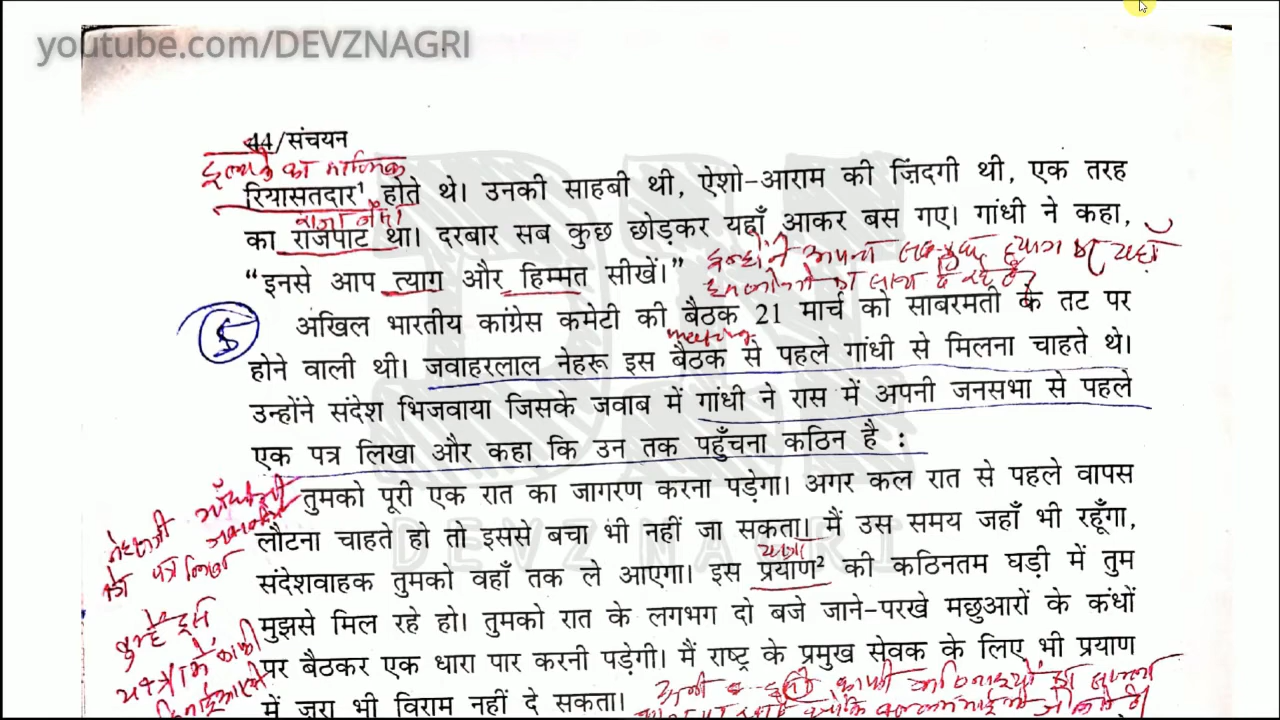 youtube.com/DEVZNAGRI
44/संचयन
इलाके का मालिक
रियासतदार¹ होते थे। उनकी साहबी थी, ऐशो-आराम की ज़िंदगी थी, एक तरह
राजा जैसा
का राजपाट था। दरबार सब कुछ छोड़कर यहाँ आकर बस गए। गांधी ने कहा,
“इनसे आप त्याग और हिम्मत सीखें।”
5
अखिल भारतीय कांग्रेस कमेटी की बैठक 21 मार्च को साबरमती के तट पर
meeting
होने वाली थी। जवाहरलाल नेहरू इस बैठक से पहले गांधी से मिलना चाहते थे।
उन्होंने संदेश भिजवाया जिसके जवाब में गांधी ने रास में अपनी जनसभा से पहले
एक पत्र लिखा और कहा कि उन तक पहुँचना कठिन है :
तुमको पूरी एक रात का जागरण करना पड़ेगा। अगर कल रात से पहले वापस
लौटना चाहते हो तो इससे बचा भी नहीं जा सकता। मैं उस समय जहाँ भी रहूँगा,
यात्रा
संदेशवाहक तुमको वहाँ तक ले आएगा। इस प्रयाण² की कठिनतम घड़ी में तुम
मुझसे मिल रहे हो। तुमको रात के लगभग दो बजे जाने-परखे मछुआरों के कंधों
पर बैठकर एक धारा पार करनी पड़ेगी। मैं राष्ट्र के प्रमुख सेवक के लिए भी प्रयाण
में ज़रा भी विराम नहीं दे सकता।
DEVZ NAGRI